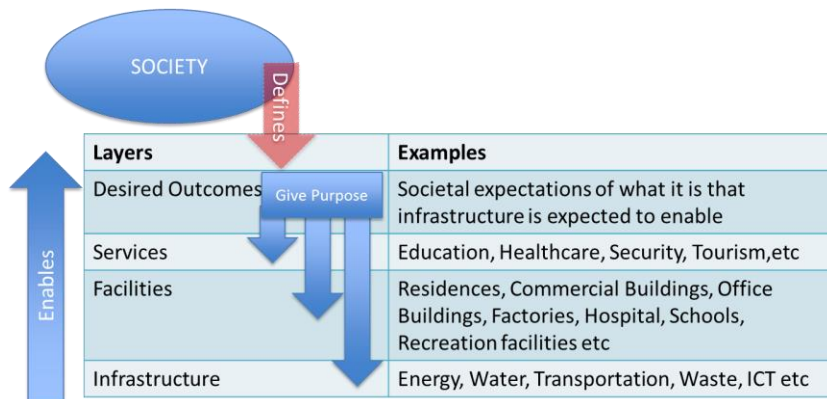 SOCIETY
Defines
Layers
Examples
Desired Outcomes
Give Purpose
Societal expectations of what it is that
infrastructure is expected to enable
Services
Education, Healthcare, Security, Tourism,etc
Facilities
Residences, Commercial Buildings, Office
Buildings, Factories, Hospital, Schools,
Recreation facilities etc
Infrastructure
Energy, Water, Transportation, Waste, ICT etc
Enables